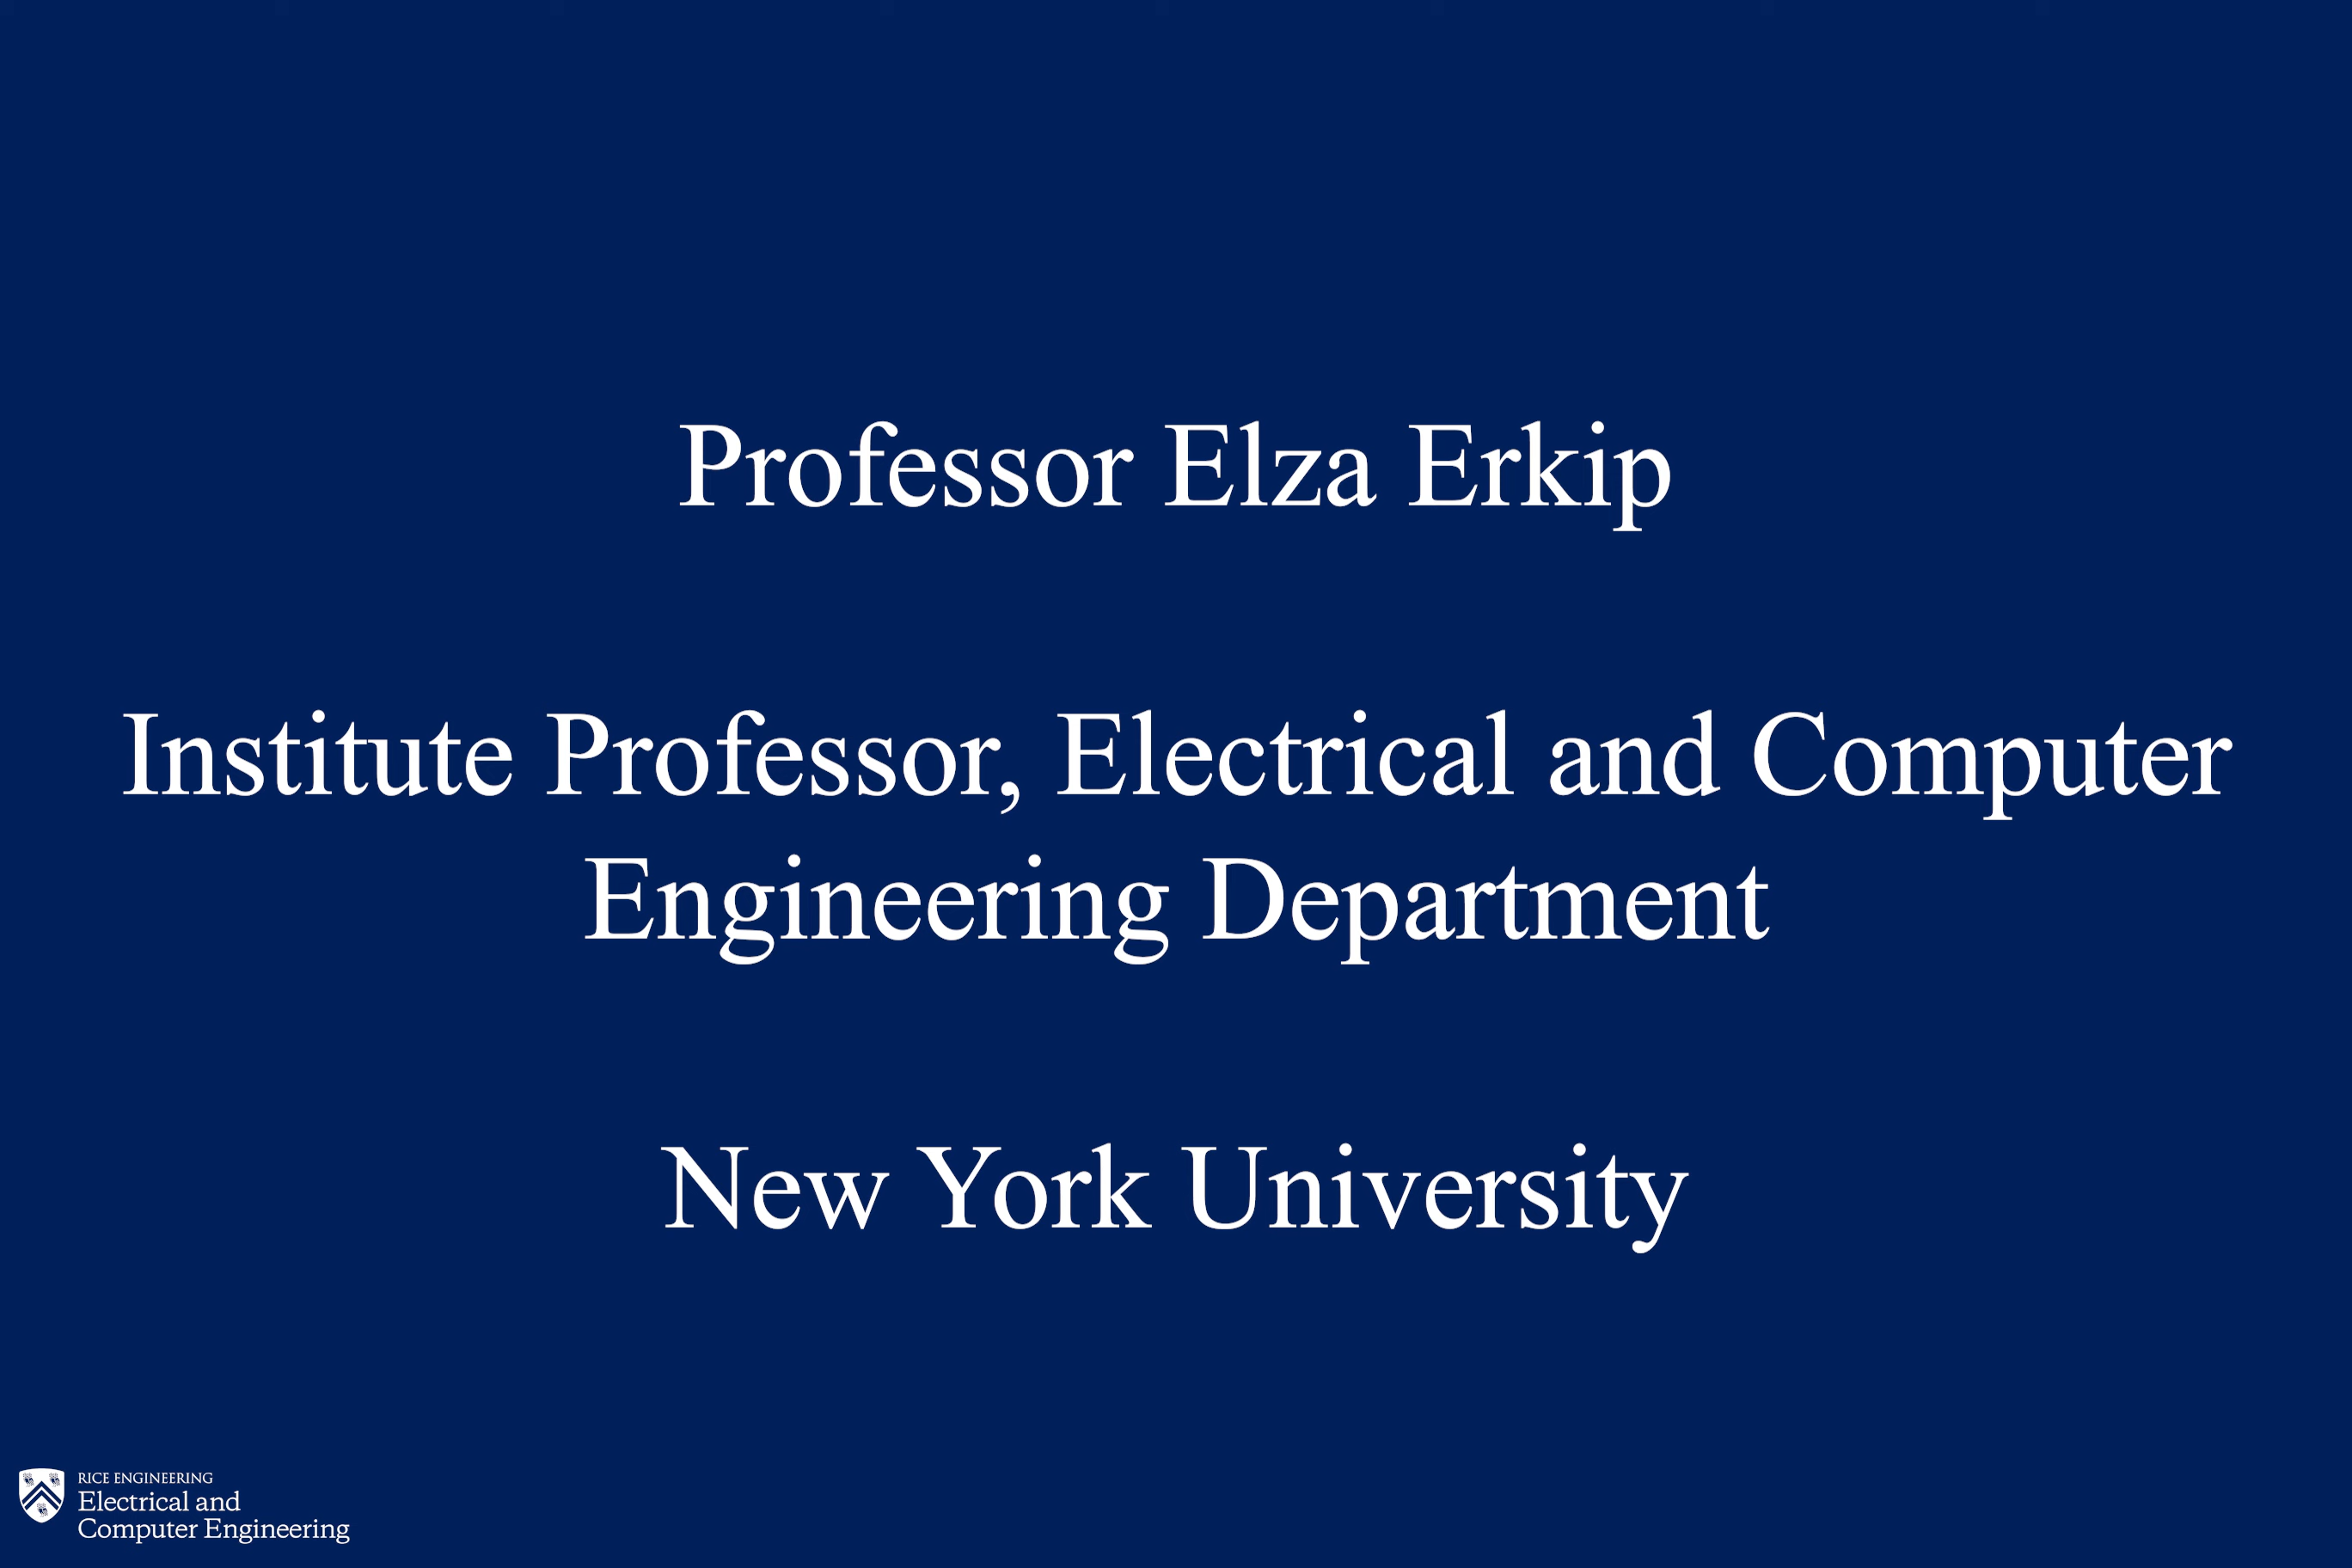 Professor Elza Erkip
Institute Professor, Electrical and Computer
Engineering Department
New York University
RICE ENGINEERING
Electrical and
Computer Engineering